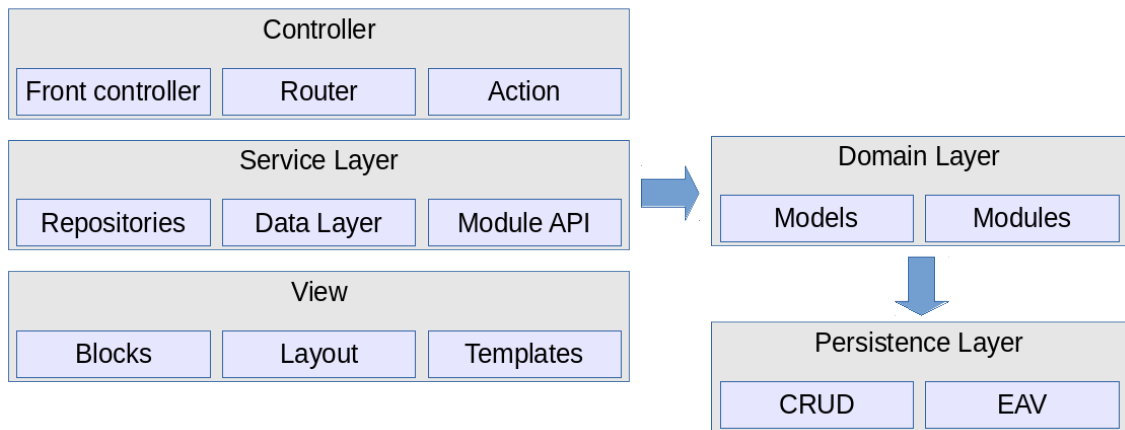 Controller
Front controller
Router
Action
Service Layer
Repositories
Data Layer
Module API
View
Blocks
Layout
Templates
Domain Layer
Models
Modules
Persistence Layer
CRUD
EAV